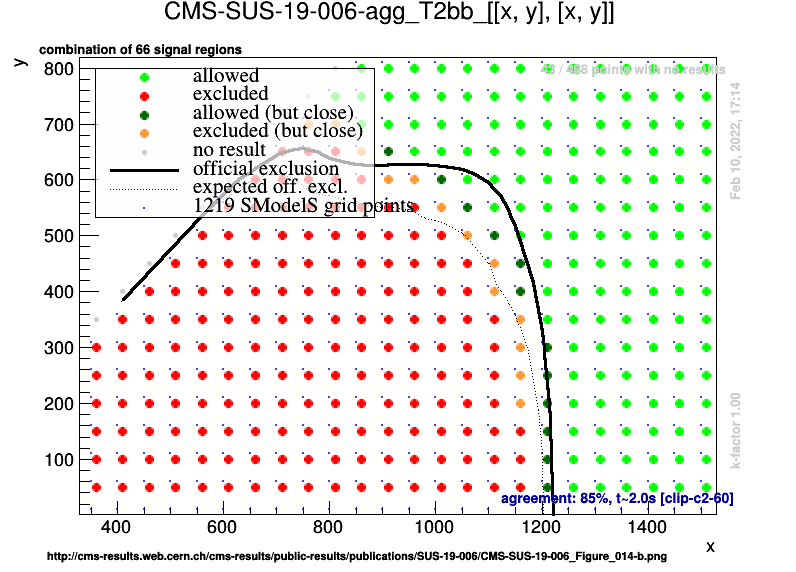 CMS-SUS-19-006-agg_T2bb_[[x, y], [x, y]]
combination of 66 signal regions
y
800
700
600
500
400
300
200
100
allowed
excluded
allowed (but close)
excluded (but close)
no result
official exclusion
expected off. excl.
1219 SModelS grid points
points with no results
Feb 10, 2022, 17:14
k-factor 1.00
agreement: 85%, t~2.0s [clip-c2-60]
400 600 800 1000 1200 1400
x
http://cms-results.web.cern.ch/cms-results/public-results/publications/SUS-19-006/CMS-SUS-19-006_Figure_014-b.png